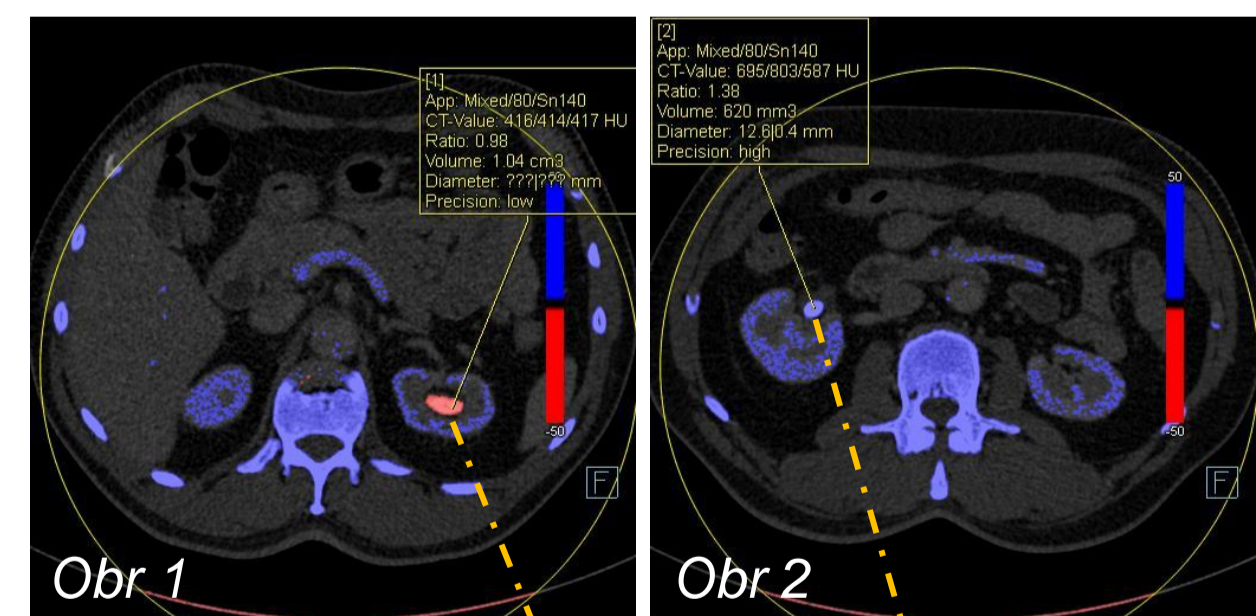 [1]
App: Mixed/80/Sn140
CT-Value: 416/414/417 HU
Ratio: 0.98
Volume: 1.04 cm3
Diameter: ???|??? mm
Precision: low
-50
F
Obr 1
[2]
App: Mixed/80/Sn140
CT-Value: 695/803/587 HU
Ratio: 1.38
Volume: 620 mm3
Diameter: 12.6|0.4 mm
Precision: high
50
-50
F
Obr 2